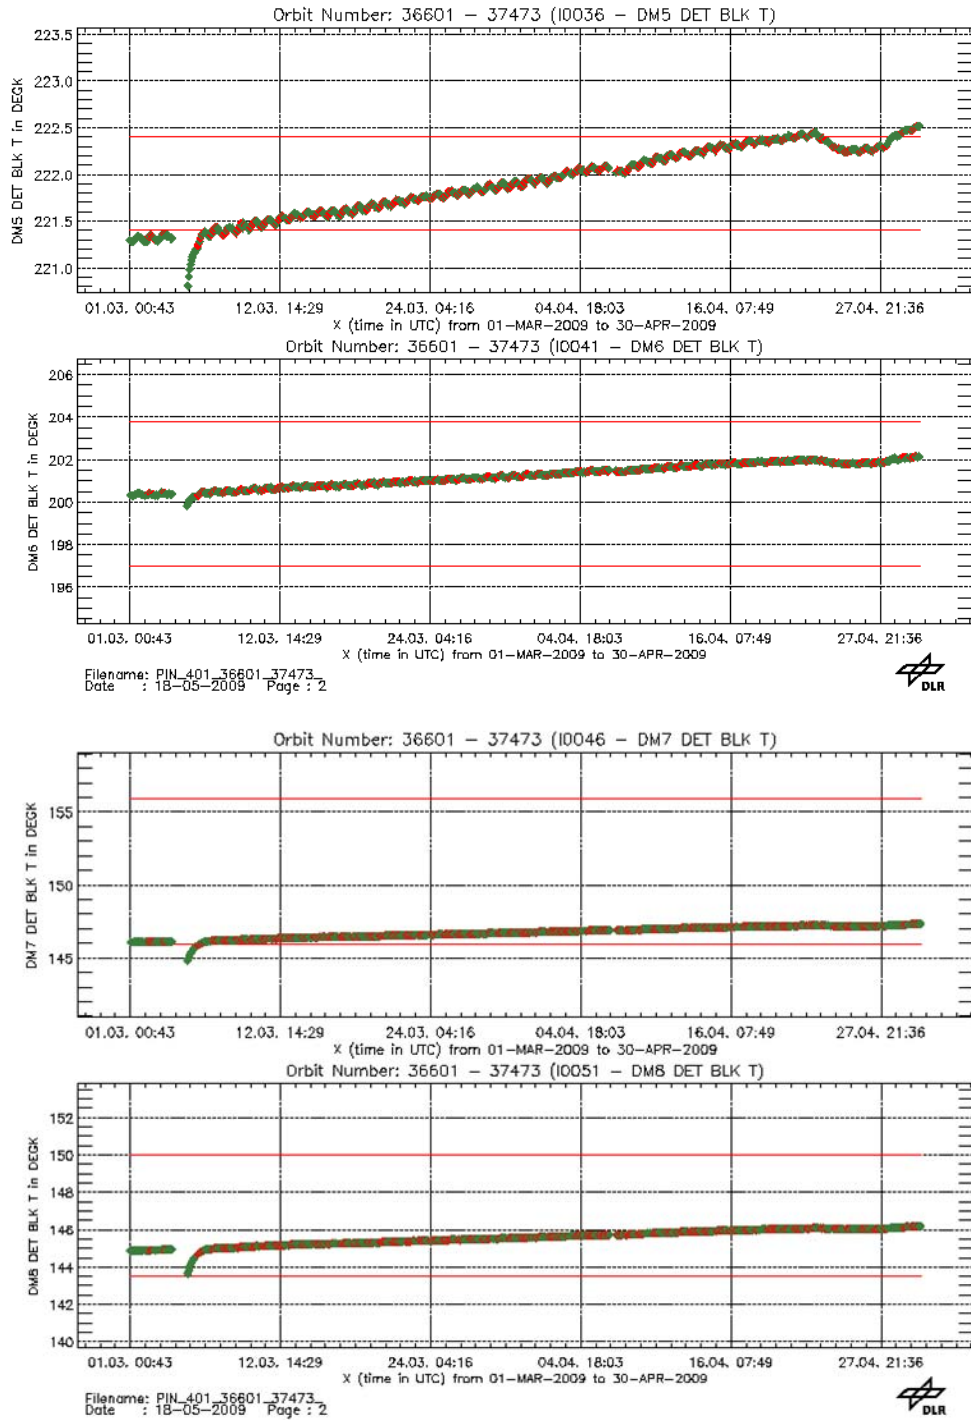 Orbit Number: 36601 – 37473 (I0036 – DM5 DET BLK T)
DM5 DET BLK T in DEGK
223.5
223.0
222.5
222.0
221.5
221.0
01.03. 00:43 12.03. 14:29 24.03. 04:16 04.04. 18:03 16.04. 07:49 27.04. 21:36
X (time in UTC) from 01–MAR–2009 to 30–APR–2009
Orbit Number: 36601 – 37473 (I0041 – DM6 DET BLK T)
DM6 DET BLK T in DEGK
206
204
202
200
198
196
01.03. 00:43 12.03. 14:29 24.03. 04:16 04.04. 18:03 16.04. 07:49 27.04. 21:36
X (time in UTC) from 01–MAR–2009 to 30–APR–2009
Filename: PIN_401_36601_37473_
Date : 18–05–2009 Page : 2
DLR
Orbit Number: 36601 – 37473 (I0046 – DM7 DET BLK T)
DM7 DET BLK T in DEGK
155
150
145
01.03. 00:43 12.03. 14:29 24.03. 04:16 04.04. 18:03 16.04. 07:49 27.04. 21:36
X (time in UTC) from 01–MAR–2009 to 30–APR–2009
Orbit Number: 36601 – 37473 (I0051 – DM8 DET BLK T)
DM8 DET BLK T in DEGK
152
150
148
146
144
142
140
01.03. 00:43 12.03. 14:29 24.03. 04:16 04.04. 18:03 16.04. 07:49 27.04. 21:36
X (time in UTC) from 01–MAR–2009 to 30–APR–2009
Filename: PIN_401_36601_37473_
Date : 18–05–2009 Page : 2
DLR